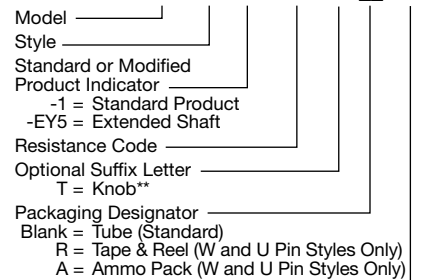 Model
Style
Standard or Modified
Product Indicator
-1 = Standard Product
-EY5 = Extended Shaft
Resistance Code
Optional Suffix Letter
T = Knob**
Packaging Designator
Blank = Tube (Standard)
R = Tape & Reel (W and U Pin Styles Only)
A = Ammo Pack (W and U Pin Styles Only)